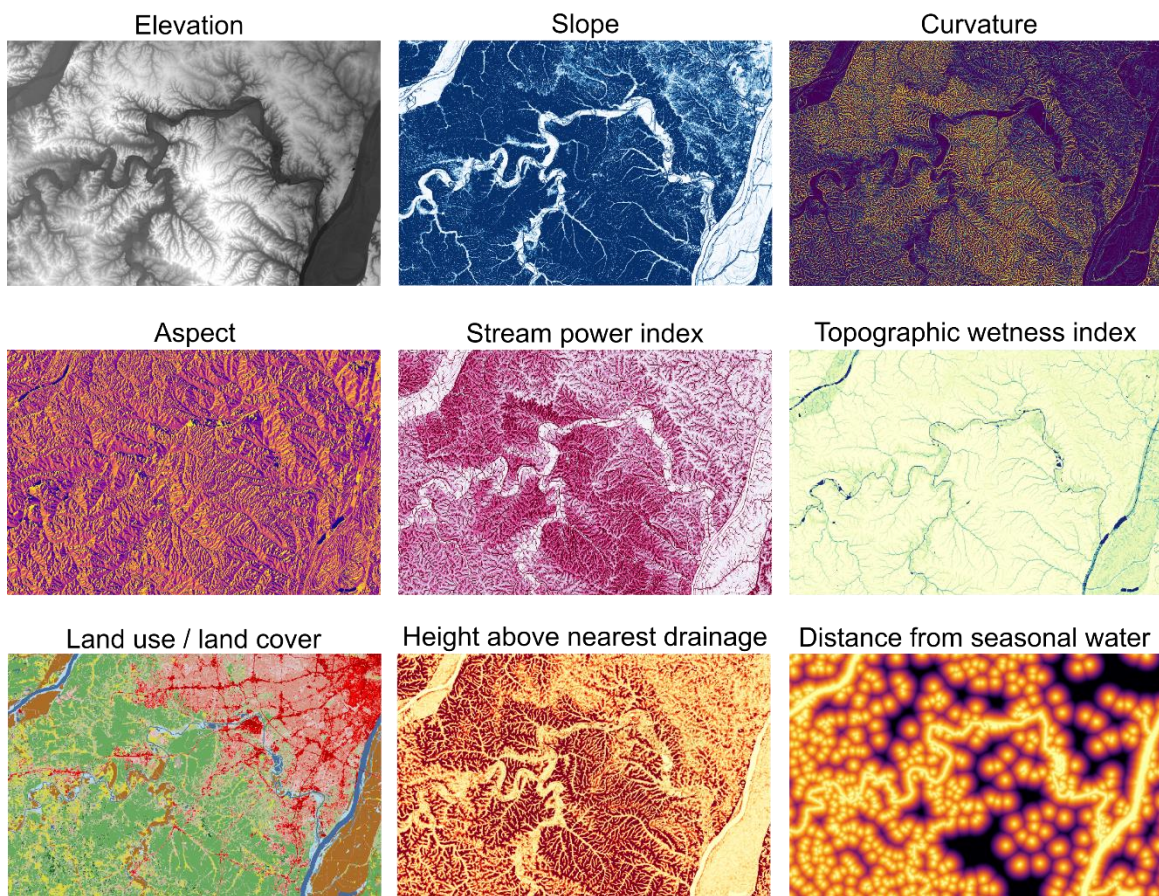 Elevation
Slope
Curvature
Aspect
Stream power index
Topographic wetness index
Land use / land cover
Height above nearest drainage
Distance from seasonal water